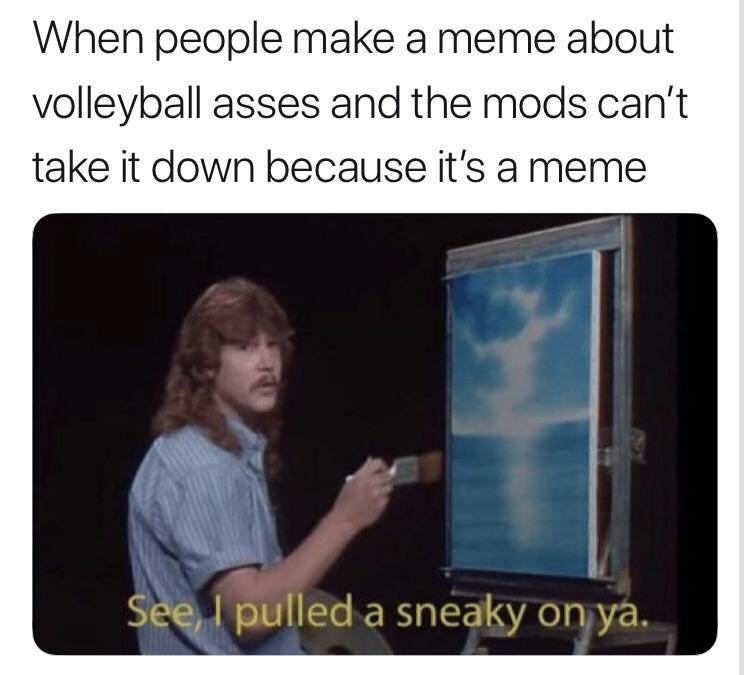 When people make a meme about
volleyball asses and the mods can’t
take it down because it’s a meme
See, I pulled a sneaky on ya.